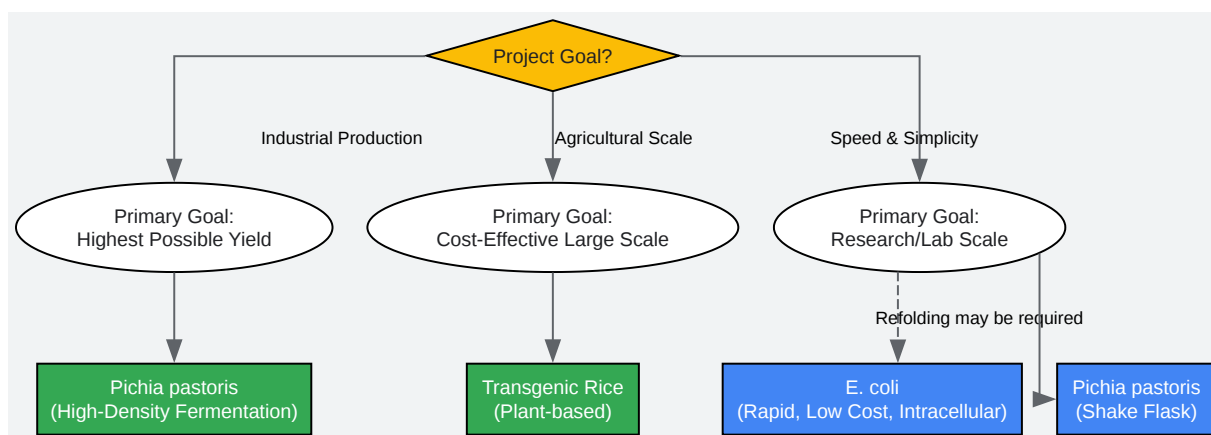 Project Goal?
Industrial Production
Agricultural Scale
Speed & Simplicity
Primary Goal:
Highest Possible Yield
Primary Goal:
Cost-Effective Large Scale
Primary Goal:
Research/Lab Scale
Refolding may be required
Pichia pastoris
(High-Density Fermentation)
Transgenic Rice
(Plant-based)
E. coli
(Rapid, Low Cost, Intracellular)
Pichia pastoris
(Shake Flask)